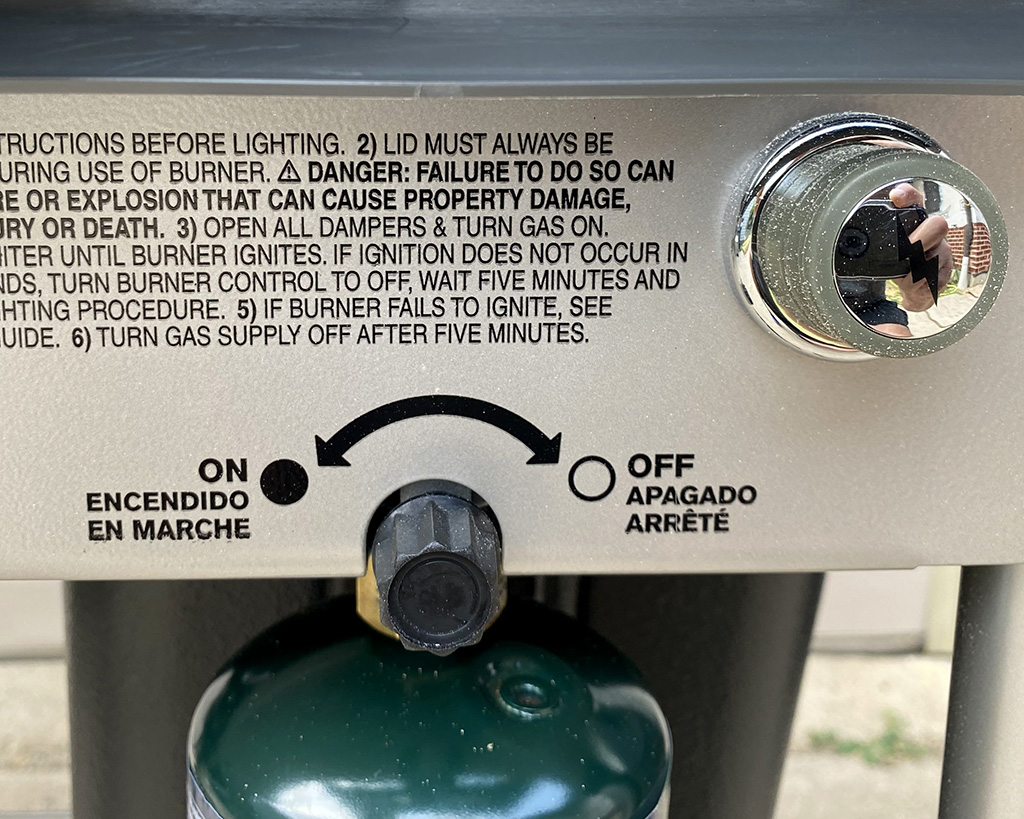 TRUCTIONS BEFORE LIGHTING. 2) LID MUST ALWAYS BE
URING USE OF BURNER. ⚠ DANGER: FAILURE TO DO SO CAN
RE OR EXPLOSION THAT CAN CAUSE PROPERTY DAMAGE,
URY OR DEATH. 3) OPEN ALL DAMPERS & TURN GAS ON.
HTER UNTIL BURNER IGNITES. IF IGNITION DOES NOT OCCUR IN
NDS, TURN BURNER CONTROL TO OFF, WAIT FIVE MINUTES AND
HTING PROCEDURE. 5) IF BURNER FAILS TO IGNITE, SEE
UIDE. 6) TURN GAS SUPPLY OFF AFTER FIVE MINUTES.
ON
ENCENDIDO
EN MARCHE
OFF
APAGADO
ARRÊTÉ